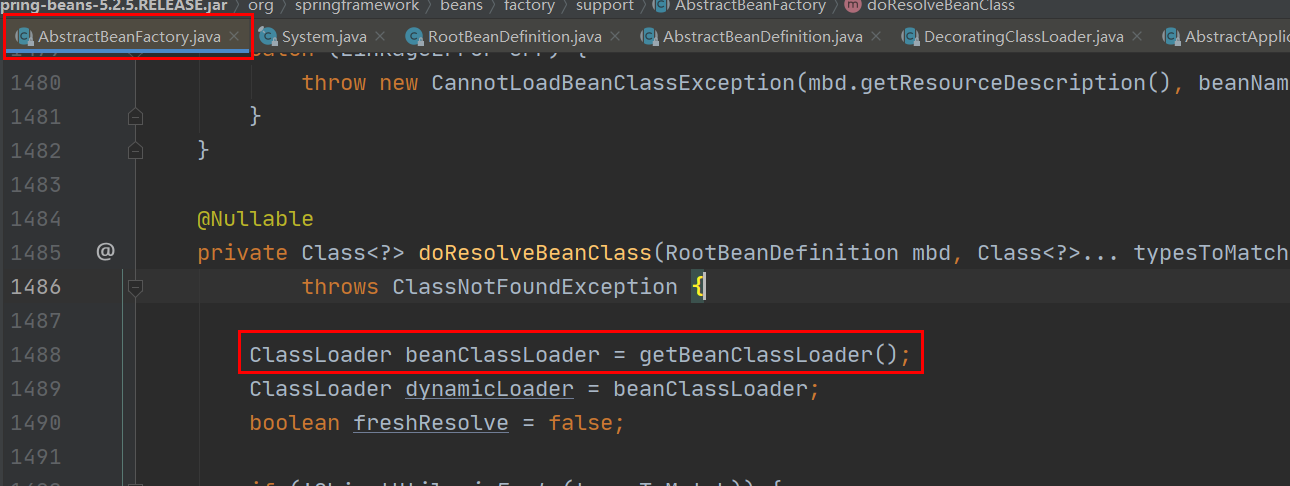 pring-beans-5.2.5.RELEASE.jar org springframework beans factory support AbstractBeanFactory doResolveBeanClass
AbstractBeanFactory.java System.java RootBeanDefinition.java AbstractBeanDefinition.java DecoratingClassLoader.java AbstractApplic
1480 throw new CannotLoadBeanClassException(mbd.getResourceDescription(), beanNam
1481 }
1482 }
1483
1484 @Nullable
1485 @ private Class<?> doResolveBeanClass(RootBeanDefinition mbd, Class<?>... typesToMatch
1486 throws ClassNotFoundException {
1487
1488 ClassLoader beanClassLoader = getBeanClassLoader();
1489 ClassLoader dynamicLoader = beanClassLoader;
1490 boolean freshResolve = false;
1491